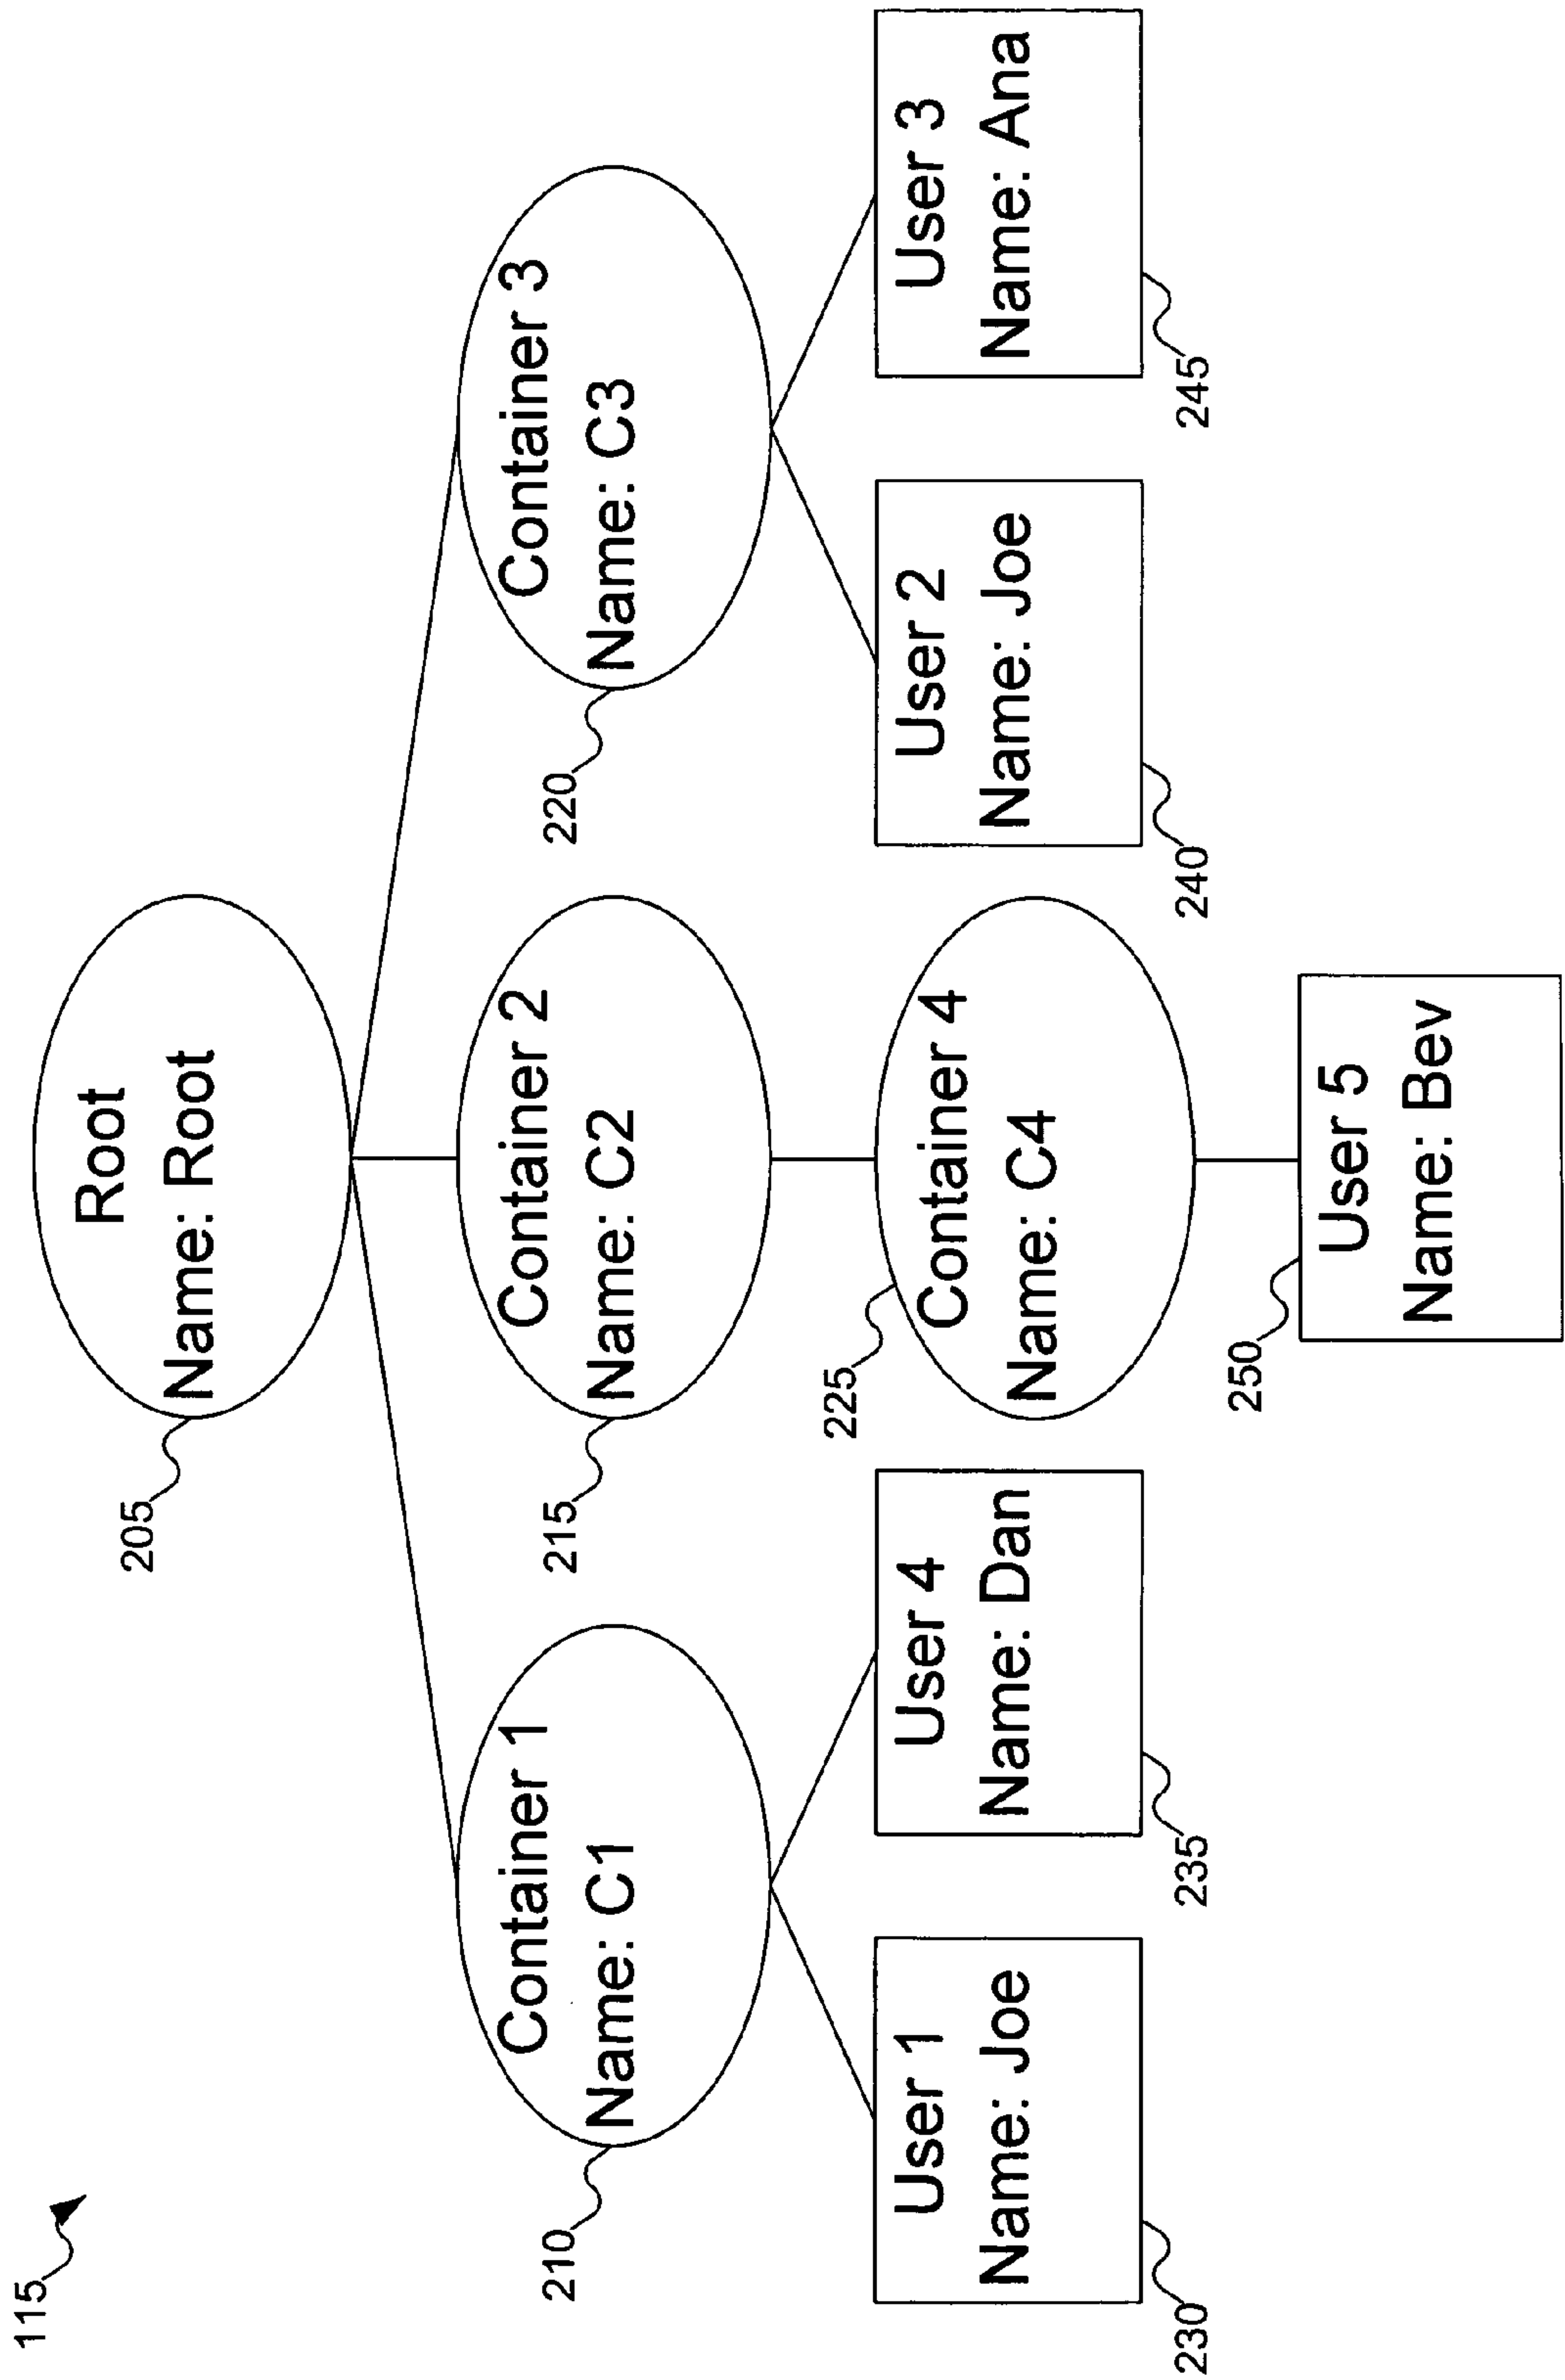 115
205
Root
Name: Root
210
Container 1
Name: C1
215
Container 2
Name: C2
220
Container 3
Name: C3
230
User 1
Name: Joe
235
User 4
Name: Dan
225
Container 4
Name: C4
240
User 2
Name: Joe
245
User 3
Name: Ana
250
User 5
Name: Bev